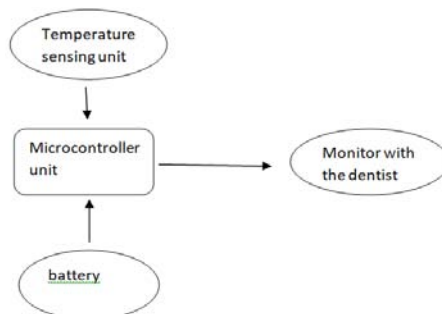 Temperature
sensing unit
Microcontroller
unit
Monitor with
the dentist
battery